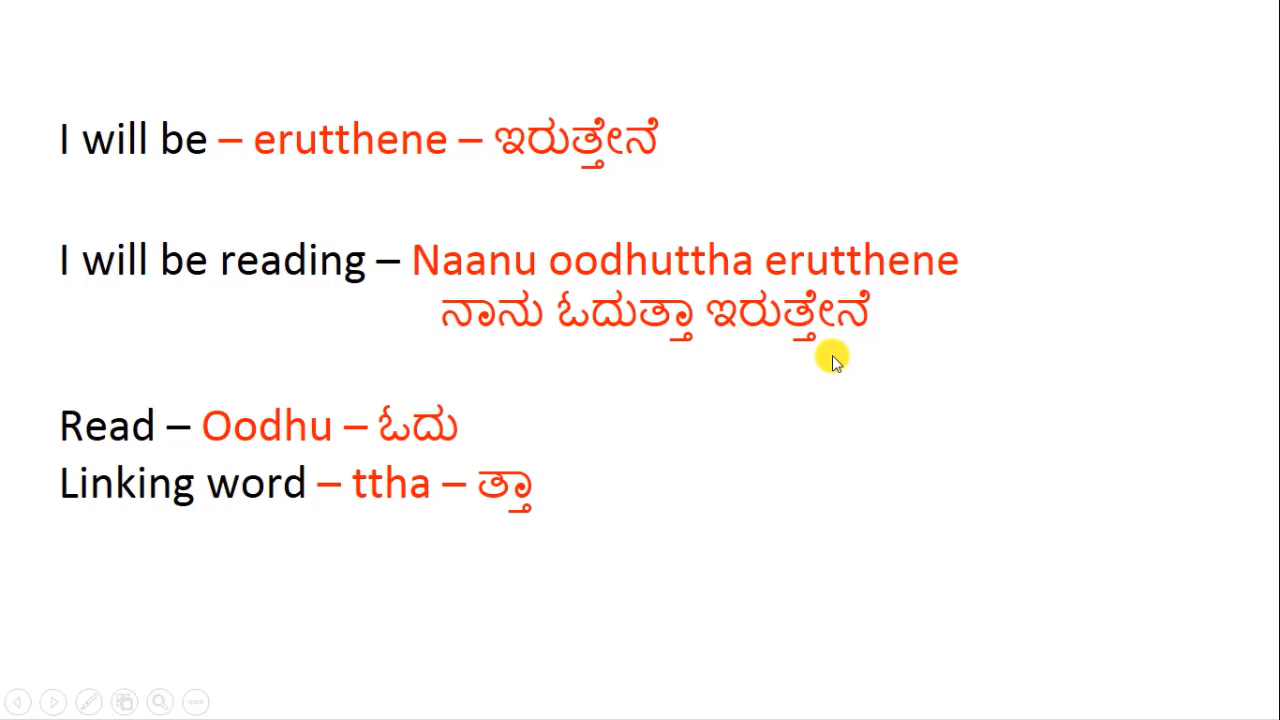 I will be – erutthene – ಇರುತ್ತೇನೆ
I will be reading – Naanu oodhuttha erutthene
ನಾನು ಓದುತ್ತಾ ಇರುತ್ತೇನೆ
Read – Oodhu – ಓದು
Linking word – ttha – ತ್ತಾ